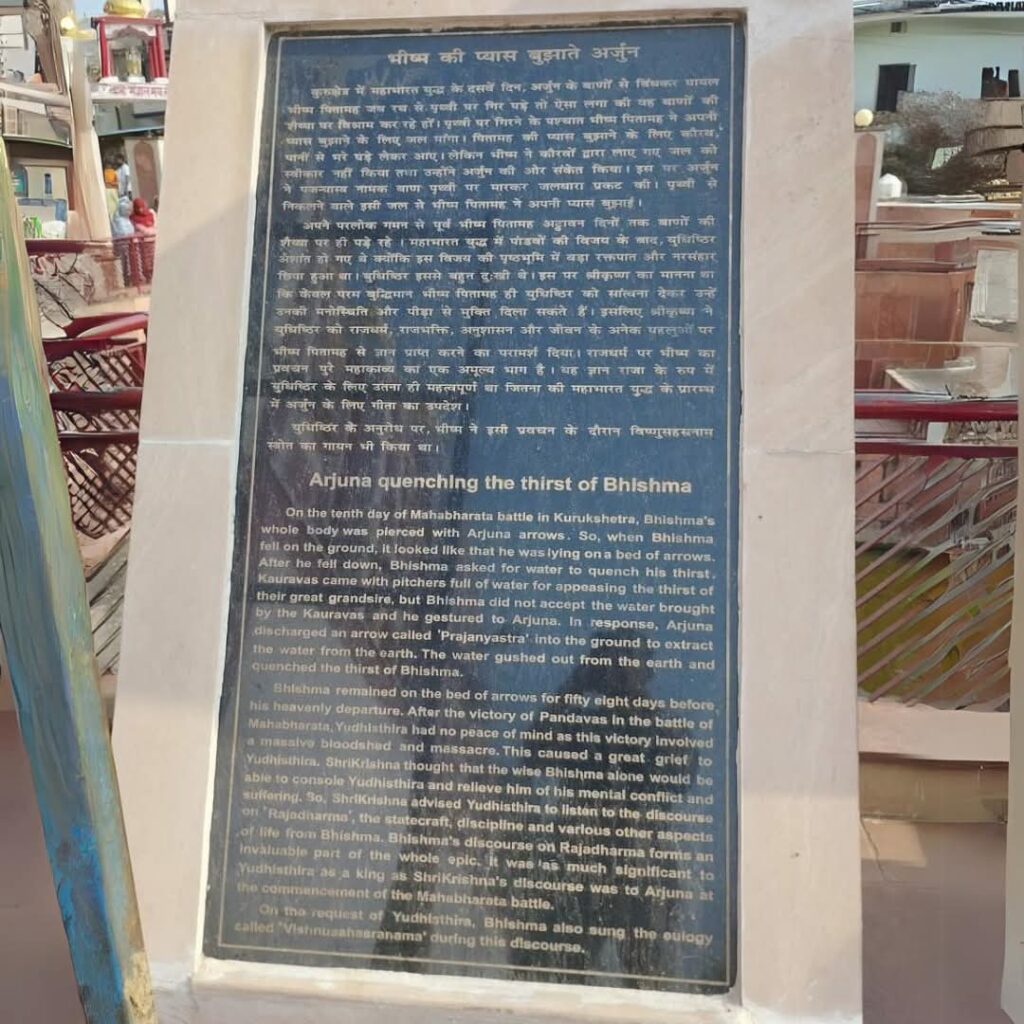 भीष्म की प्यास बुझाते अर्जुन
कुरुक्षेत्र में महाभारत युद्ध के दसवें दिन, अर्जुन के बाणों से बिंधकर घायल
भीष्म पितामह जब रथ से पृथ्वी पर गिर पड़े तो ऐसा लगा की वह बाणों की
शैय्या पर विश्राम कर रहे हों। पृथ्वी पर गिरने के पश्चात भीष्म पितामह ने अपनी
प्यास बुझाने के लिए जल मांगा। पितामह की प्यास बुझाने के लिए कौरव,
पानी से भरे घड़े लेकर आए। लेकिन भीष्म ने कौरवों द्वारा लाए गए जल को
स्वीकार नहीं किया तथा उन्होंने अर्जुन की ओर संकेत किया। इस पर अर्जुन
ने पजन्यास्त्र नामक बाण पृथ्वी पर मारकर जलधारा प्रकट की। पृथ्वी से
निकलने वाले इसी जल से भीष्म पितामह ने अपनी प्यास बुझाई।
अपने परलोक गमन से पूर्व भीष्म पितामह अट्ठावन दिनों तक बाणों की
शैय्या पर ही पड़े रहे। महाभारत युद्ध में पांडवों की विजय के बाद, युधिष्ठिर
अशांत हो गए थे क्योंकि इस विजय की पृष्ठभूमि में बड़ा रक्तपात और नरसंहार
छिपा हुआ था। युधिष्ठिर इससे बहुत दुःखी थे। इस पर श्रीकृष्ण का मानना था
कि केवल परम बुद्धिमान भीष्म पितामह ही युधिष्ठिर को सांत्वना देकर उन्हें
उनकी मनोस्थिति और पीड़ा से मुक्ति दिला सकते हैं। इसलिए श्रीकृष्ण ने
युधिष्ठिर को राजधर्म, राजभक्ति, अनुशासन और जीवन के अनेक पहलुओं पर
भीष्म पितामह से ज्ञान प्राप्त करने का परामर्श दिया। राजधर्म पर भीष्म का
प्रवचन पुरे महाकाव्य का एक अमूल्य भाग है। यह ज्ञान राजा के रूप में
युधिष्ठिर के लिए उतना ही महत्वपूर्ण था जितना की महाभारत युद्ध के प्रारम्भ
में अर्जुन के लिए गीता का उपदेश।
युधिष्ठिर के अनुरोध पर, भीष्म ने इसी प्रवचन के दौरान विष्णुसहस्त्रनाम
स्त्रोत का गायन भी किया था।
Arjuna quenching the thirst of Bhishma
On the tenth day of Mahabharata battle in Kurukshetra, Bhishma's
whole body was pierced with Arjuna arrows. So, when Bhishma
fell on the ground, it looked like that he was lying on a bed of arrows.
After he fell down, Bhishma asked for water to quench his thirst.
Kauravas came with pitchers full of water for appeasing the thirst of
their great grandsire, but Bhishma did not accept the water brought
by the Kauravas and he gestured to Arjuna. In response, Arjuna
discharged an arrow called 'Prajanyastra' into the ground to extract
the water from the earth. The water gushed out from the earth and
quenched the thirst of Bhishma.
Bhishma remained on the bed of arrows for fifty eight days before
his heavenly departure. After the victory of Pandavas in the battle of
Mahabharata, Yudhisthira had no peace of mind as this victory involved
a massive bloodshed and massacre. This caused a great grief to
Yudhisthira. ShriKrishna thought that the wise Bhishma alone would be
able to console Yudhisthira and relieve him of his mental conflict and
suffering. So, ShriKrishna advised Yudhisthira to listen to the discourse
on 'Rajadharma', the statecraft, discipline and various other aspects
of life from Bhishma. Bhishma's discourse on Rajadharma forms an
invaluable part of the whole epic. It was as much significant to
Yudhisthira as a king as ShriKrishna's discourse was to Arjuna at
the commencement of the Mahabharata battle.
On the request of Yudhisthira, Bhishma also sung the eulogy
called 'Vishnusahasranama' during this discourse.